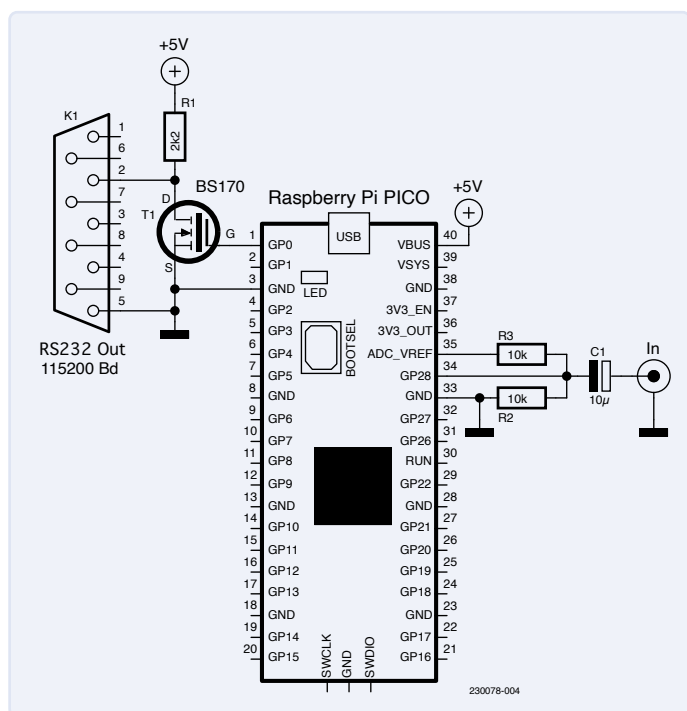 +5V
R1
2k2
K1
1
6
2
7
3
8
4
9
5
RS232 Out
115200 Bd
BS170
T1
D
G
S
Raspberry Pi PICO
+5V
USB
LED
BOOTSEL
1 GP0
2 GP1
3 GND
4 GP2
5 GP3
6 GP4
7 GP5
8 GND
9 GP6
10 GP7
11 GP8
12 GP9
13 GND
14 GP10
15 GP11
16 GP12
17 GP13
18 GND
19 GP14
20 GP15
VBUS 40
VSYS 39
GND 38
3V3_EN 37
3V3_OUT 36
ADC_VREF 35
GP28 34
GND 33
GP27 32
GP26 31
RUN 30
GP22 29
GND 28
GP21 27
GP20 26
GP19 25
GP18 24
GND 23
GP17 22
GP16 21
SWCLK
GND
SWDIO
R3
10k
10k
R2
C1
10µ
In
230078-004